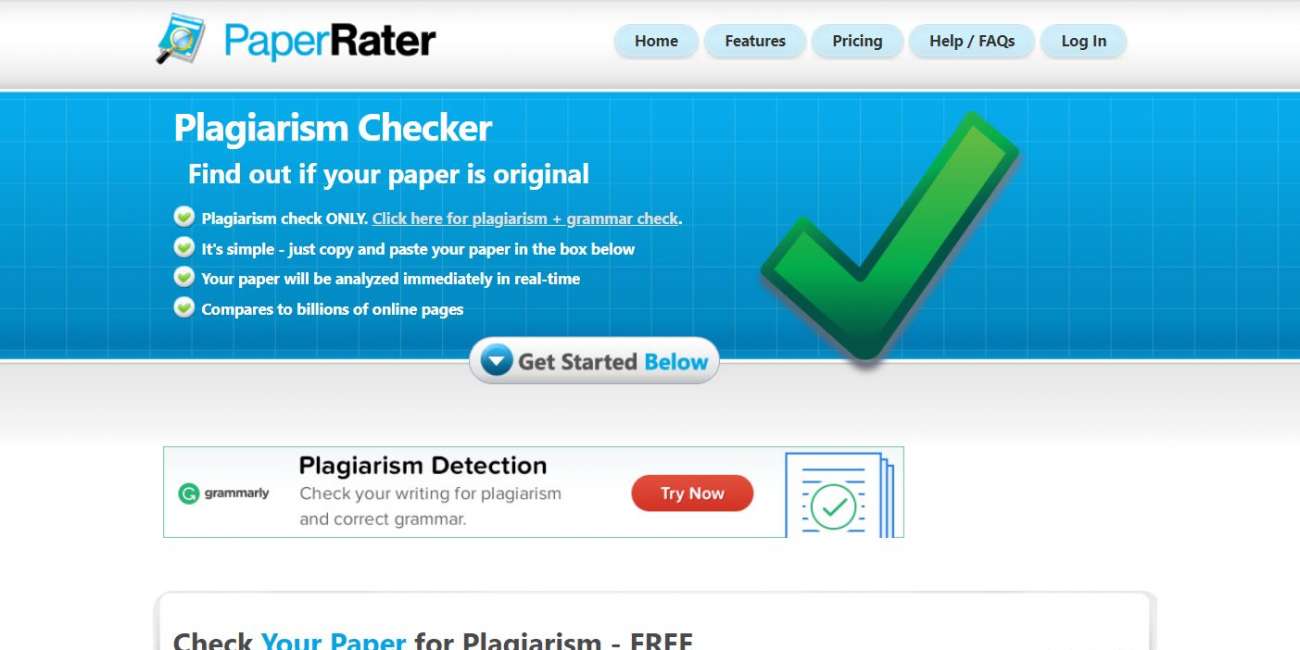 PaperRater
Home
Features
Pricing
Help / FAQs
Log In
Plagiarism Checker
Find out if your paper is original
Plagiarism check ONLY. Click here for plagiarism + grammar check.
It's simple - just copy and paste your paper in the box below
Your paper will be analyzed immediately in real-time
Compares to billions of online pages
Get Started Below
grammarly
Plagiarism Detection
Check your writing for plagiarism
and correct grammar.
Try Now
Check Your Paper for Plagiarism - FREE